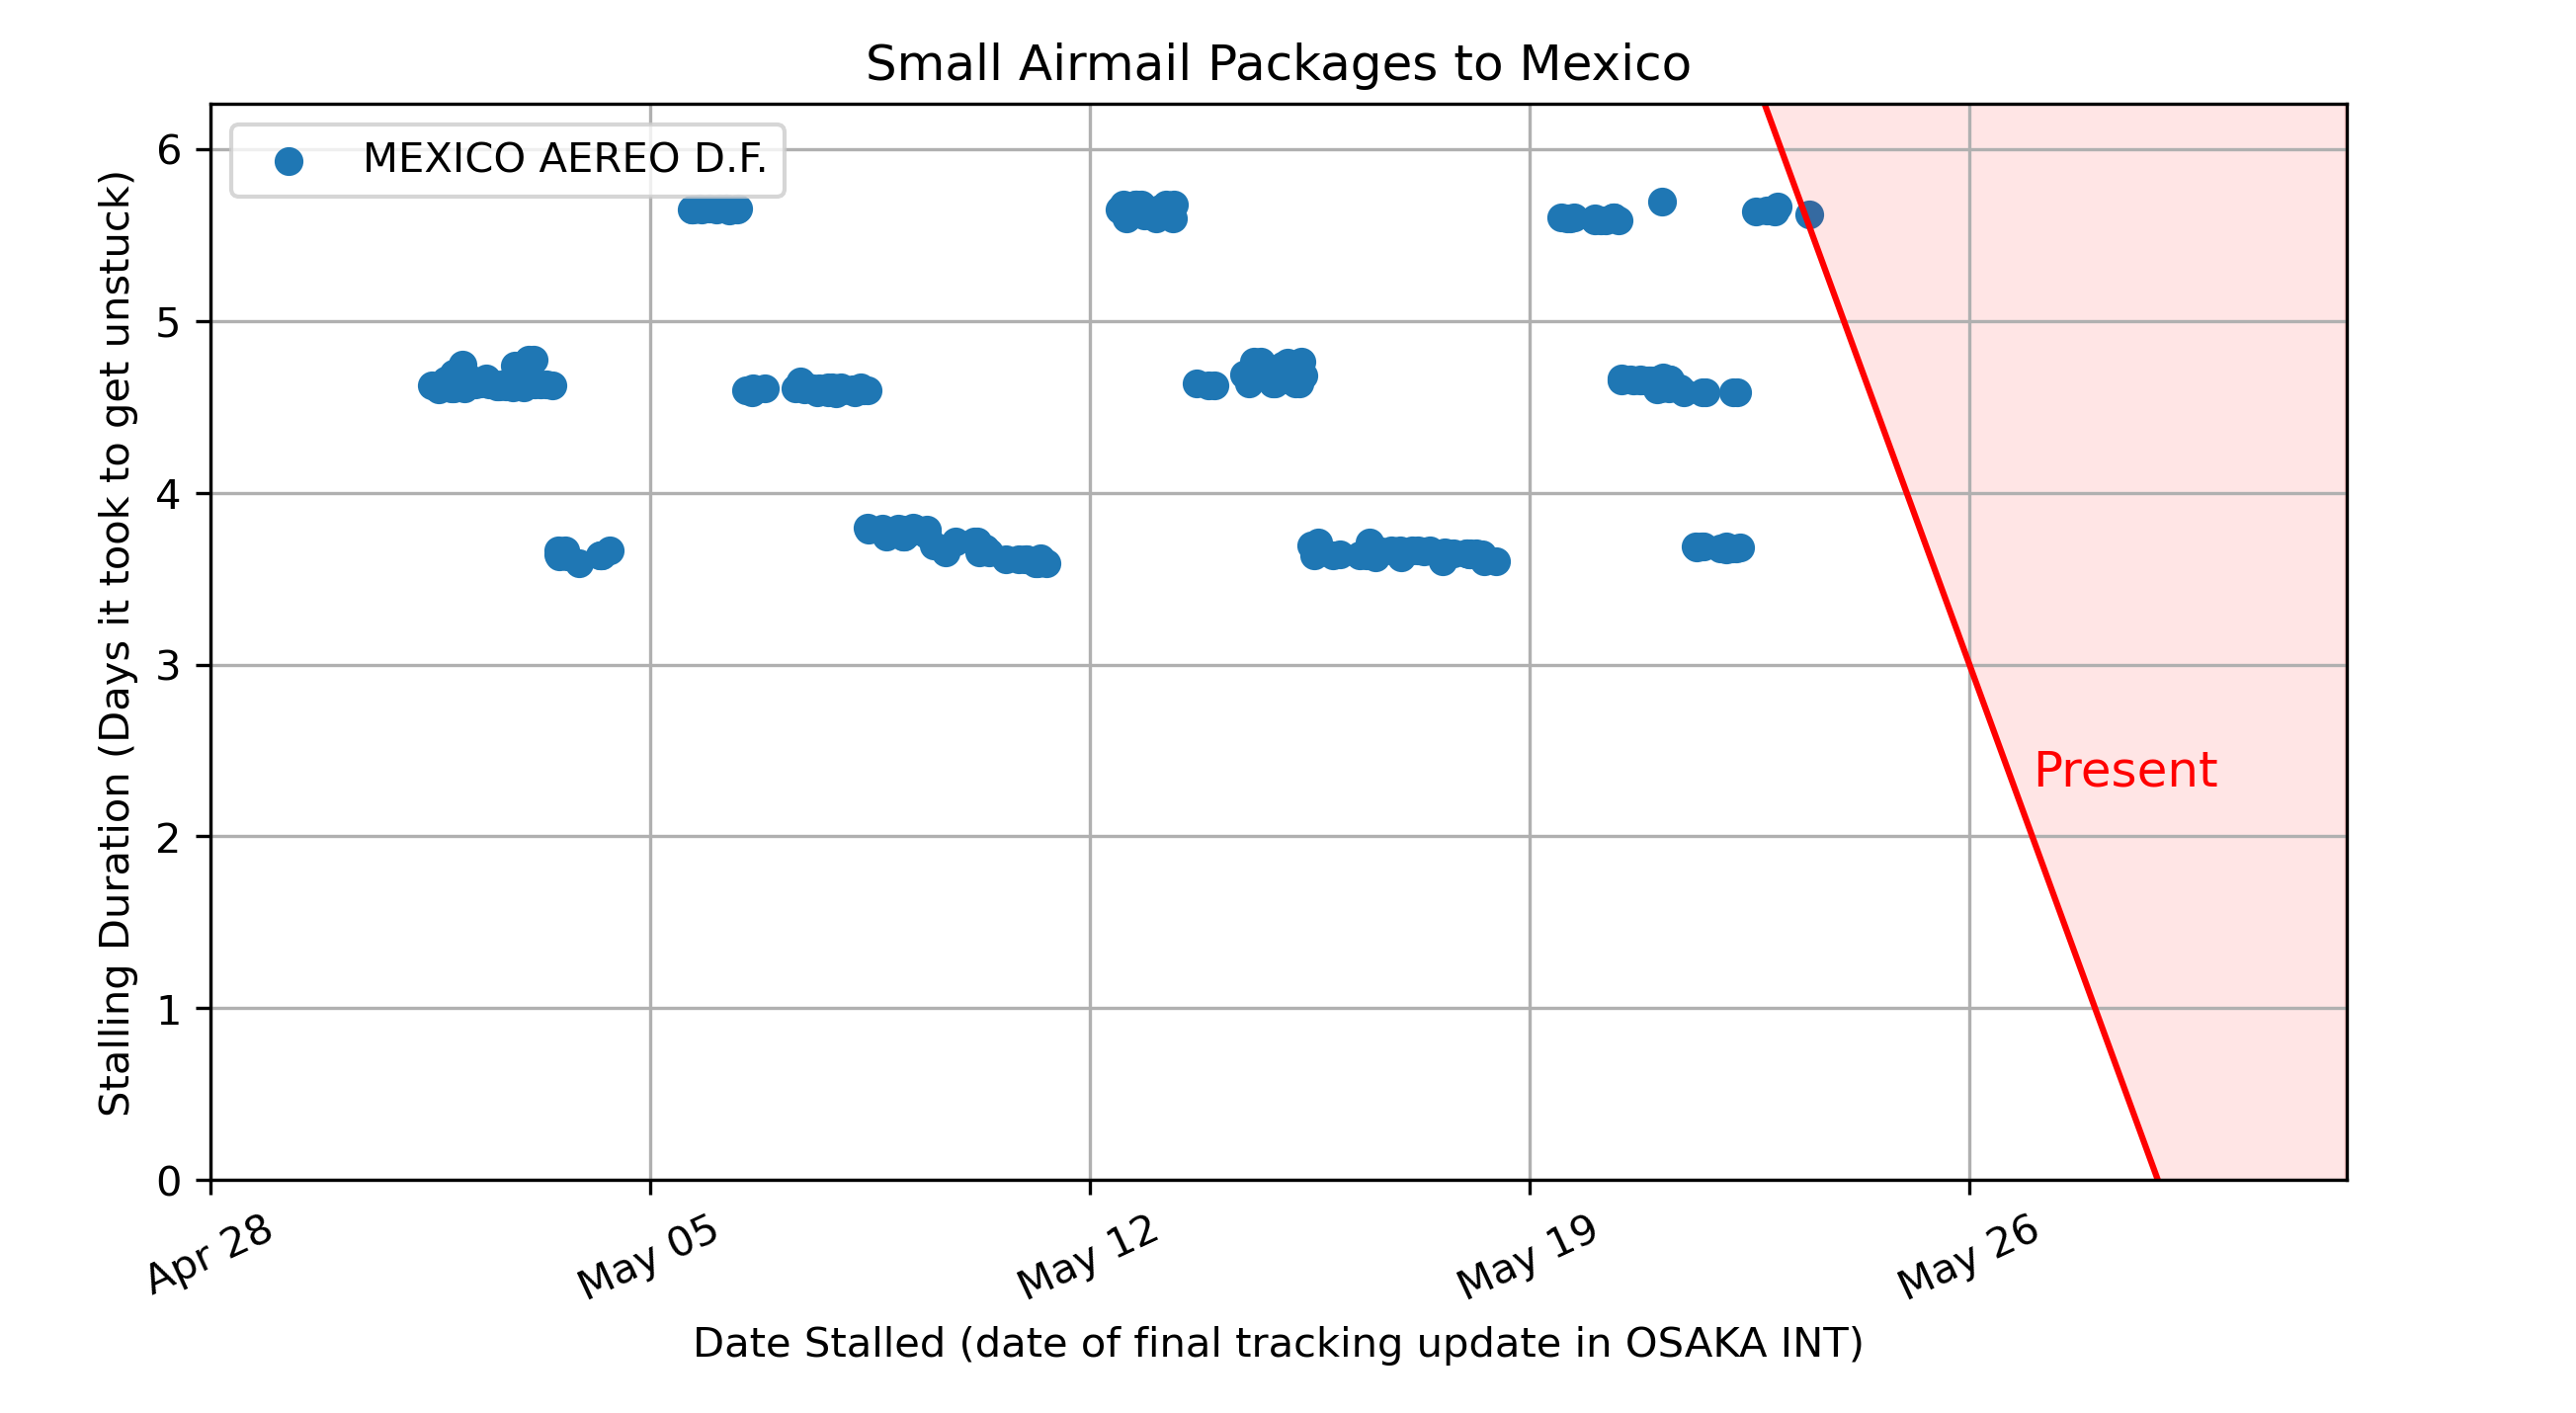 Small Airmail Packages to Mexico
MEXICO AEREO D.F.
Stalling Duration (Days it took to get unstuck)
6
5
4
3
2
1
0
Present
Apr 28
May 05
May 12
May 19
May 26
Date Stalled (date of final tracking update in OSAKA INT)